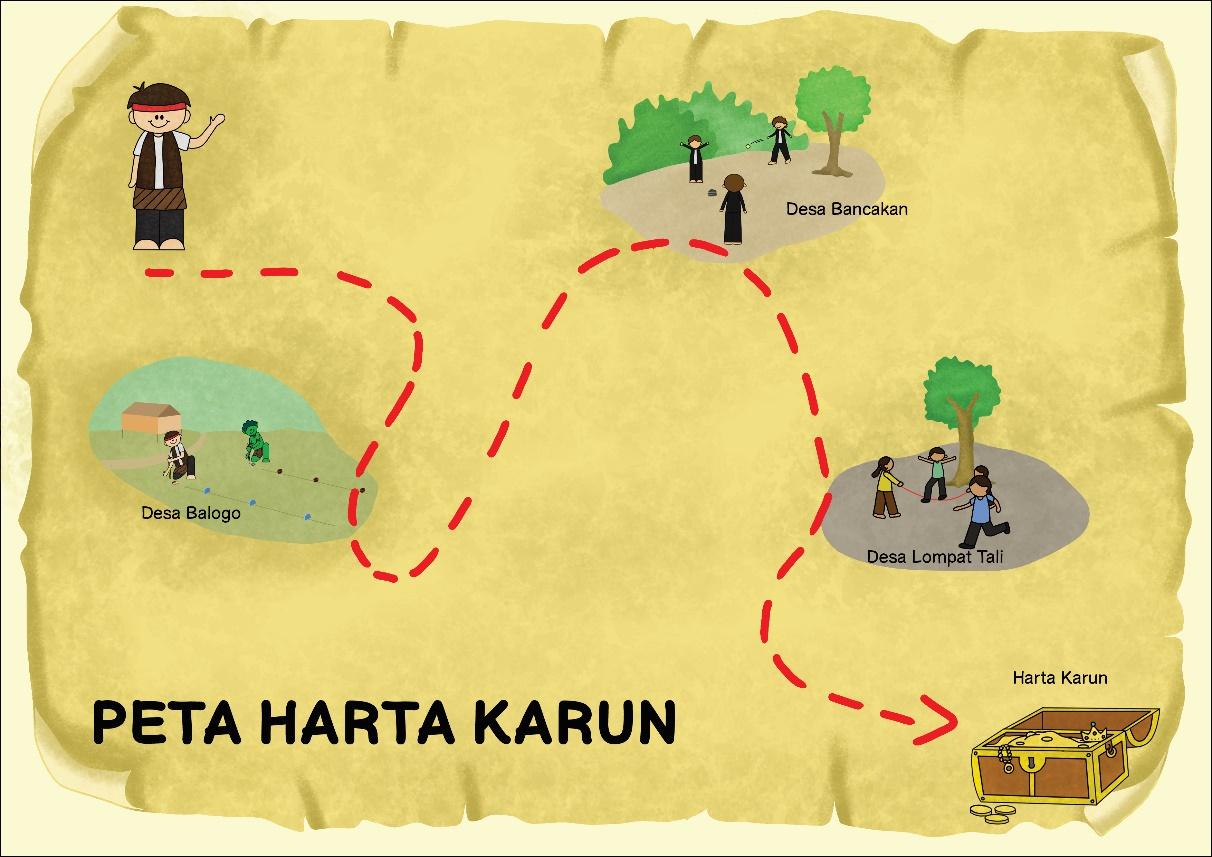 Desa Bancakan
Desa Balogo
Desa Lompat Tali
Harta Karun
PETA HARTA KARUN